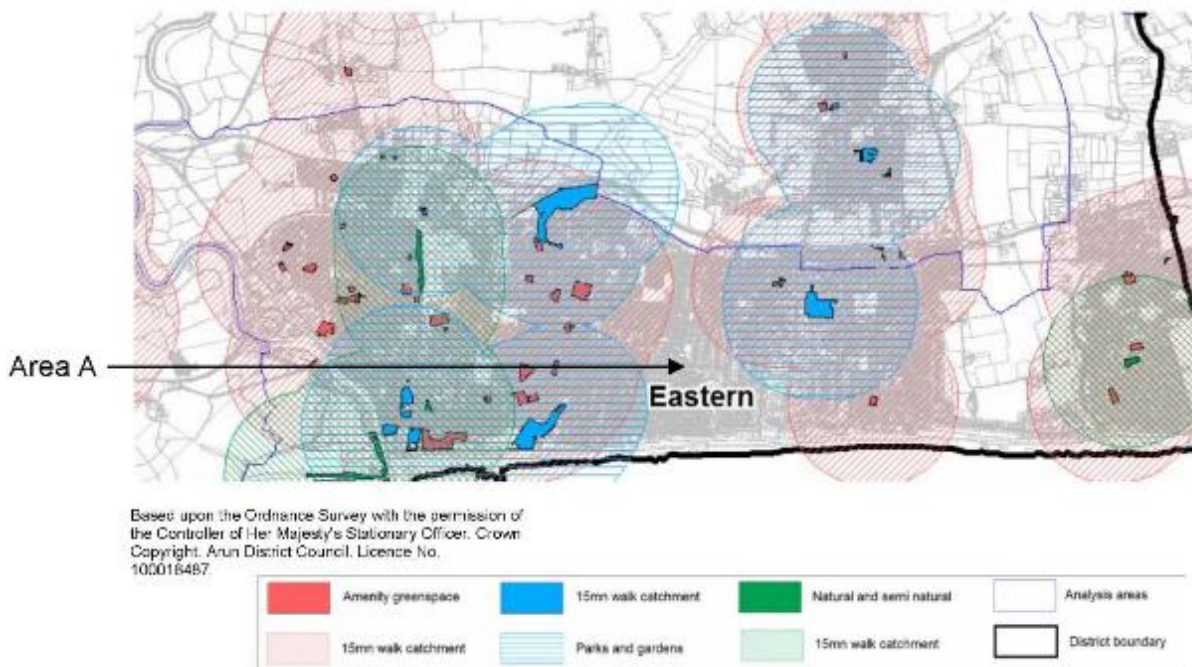 Area A
Eastern
Based upon the Ordnance Survey with the permission of
the Controller of Her Majesty's Stationary Officer. Crown
Copyright. Arun District Council. Licence No.
100018487
Amenity greenspace
15mn walk catchment
Natural and semi natural
Analysis areas
15mn walk catchment
Parks and gardens
15mn walk catchment
District boundary